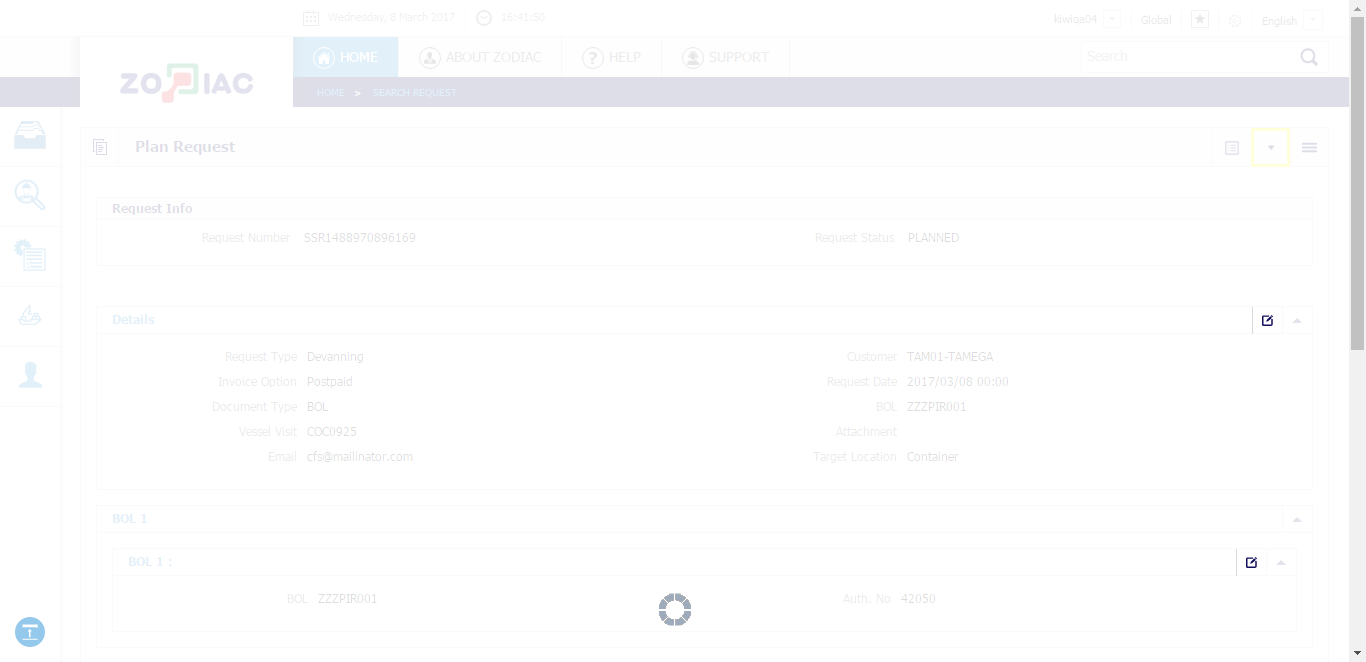 Wednesday, 8 March 2017 16:41:50 kiwiqa04 Global English
ZODIAC
HOME ABOUT ZODIAC HELP SUPPORT Search
HOME > SEARCH REQUEST
Plan Request
Request Info
Request Number SSR1488970896169 Request Status PLANNED
Details
Request Type Devanning Customer TAM01-TAMEGA
Invoice Option Postpaid Request Date 2017/03/08 00:00
Document Type BOL BOL ZZZPIR001
Vessel Visit COC0925 Attachment
Email cfs@mailinator.com Target Location Container
BOL 1
BOL 1 :
BOL ZZZPIR001 Auth. No 42050